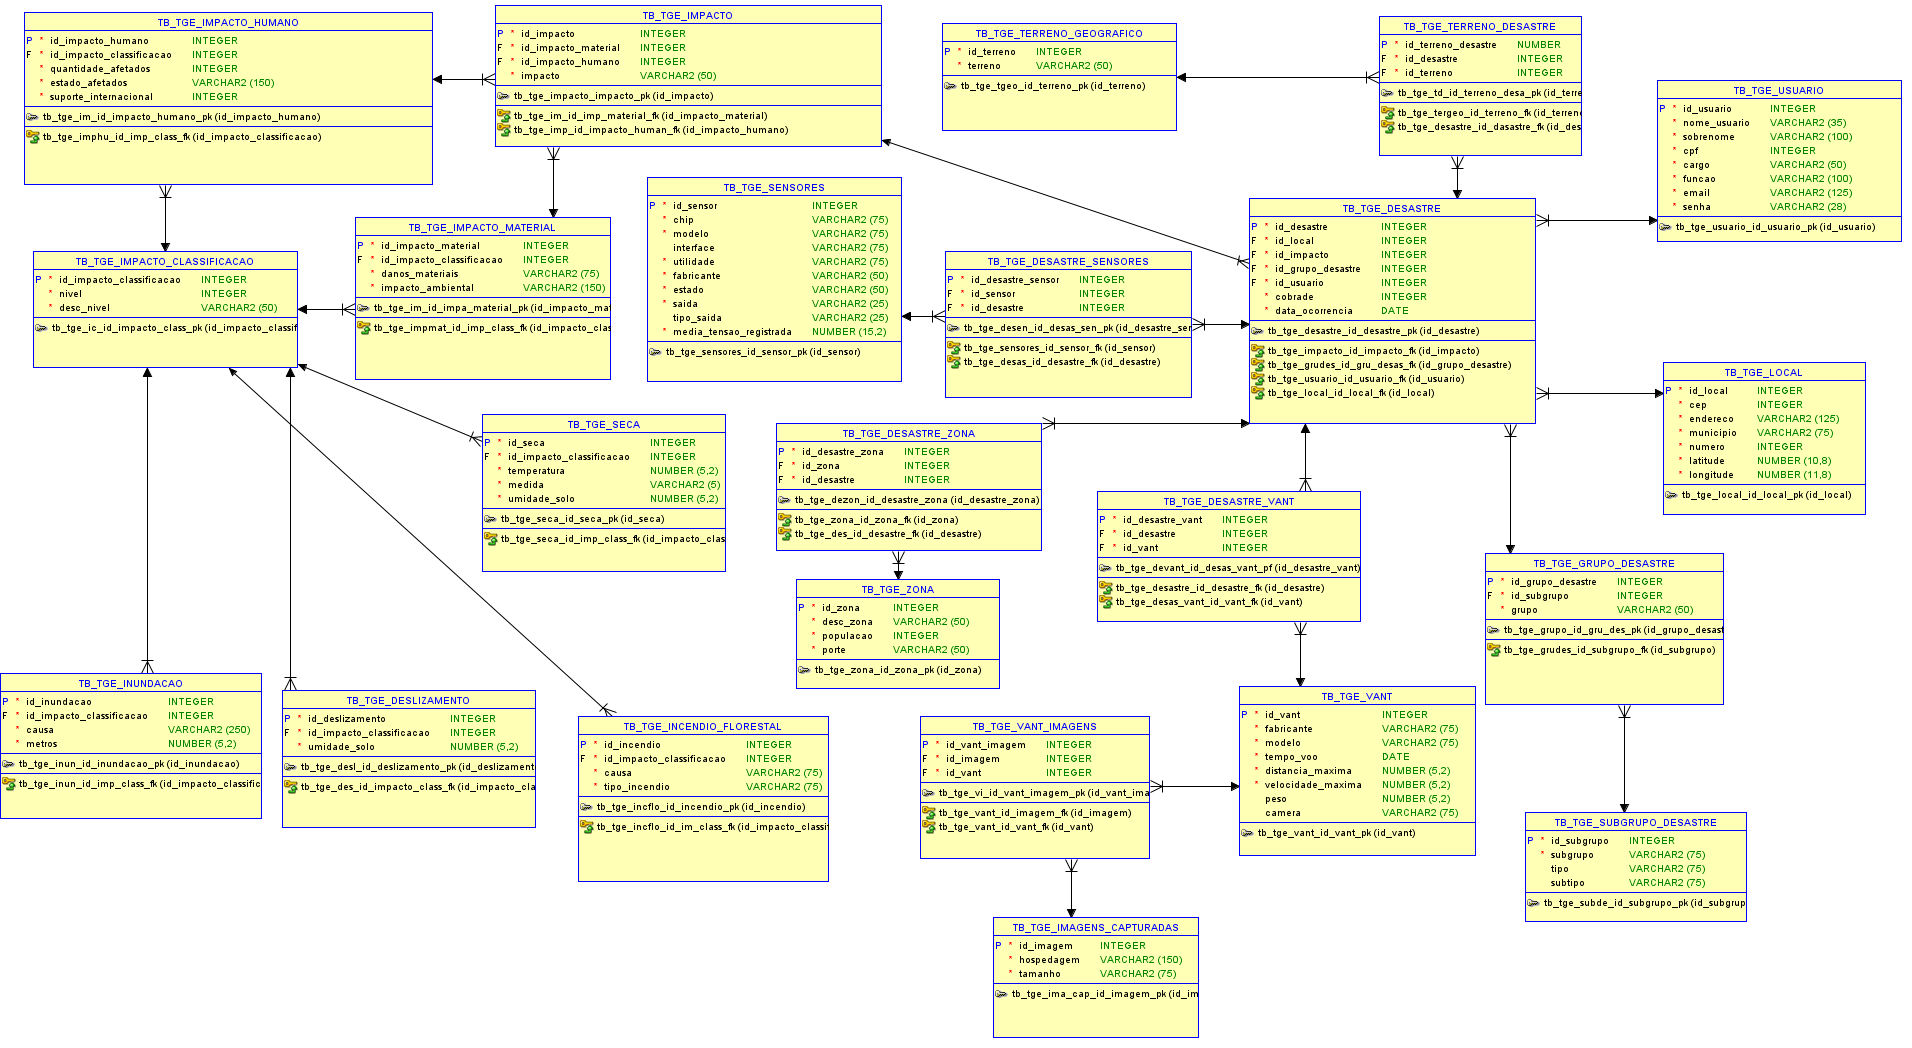 TB_TGE_IMPACTO_HUMANO
P * id_impacto_humano INTEGER
F * id_impacto_classificacao INTEGER
* quantidade_afetados INTEGER
* estado_afetados VARCHAR2 (150)
* suporte_internacional INTEGER
tb_tge_im_id_impacto_humano_pk (id_impacto_humano)
tb_tge_imphu_id_imp_class_fk (id_impacto_classificacao)
TB_TGE_IMPACTO
P * id_impacto INTEGER
F * id_impacto_material INTEGER
F * id_impacto_humano INTEGER
* impacto VARCHAR2 (50)
tb_tge_impacto_impacto_pk (id_impacto)
tb_tge_im_id_imp_material_fk (id_impacto_material)
tb_tge_imp_id_impacto_human_fk (id_impacto_humano)
TB_TGE_TERRENO_GEOGRAFICO
P * id_terreno INTEGER
* terreno VARCHAR2 (50)
tb_tge_tgeo_id_terreno_pk (id_terreno)
TB_TGE_TERRENO_DESASTRE
P * id_terreno_desastre NUMBER
F * id_desastre INTEGER
F * id_terreno INTEGER
tb_tge_td_id_terreno_desa_pk (id_terre
tb_tge_tergeo_id_terreno_fk (id_terren
tb_tge_desastre_id_dasastre_fk (id_des
TB_TGE_USUARIO
P * id_usuario INTEGER
* nome_usuario VARCHAR2 (35)
* sobrenome VARCHAR2 (100)
* cpf INTEGER
* cargo VARCHAR2 (50)
* funcao VARCHAR2 (100)
* email VARCHAR2 (125)
* senha VARCHAR2 (28)
tb_tge_usuario_id_usuario_pk (id_usuario)
TB_TGE_SENSORES
P * id_sensor INTEGER
* chip VARCHAR2 (75)
* modelo VARCHAR2 (75)
interface VARCHAR2 (75)
* utilidade VARCHAR2 (75)
* fabricante VARCHAR2 (50)
* estado VARCHAR2 (50)
* saida VARCHAR2 (25)
tipo_saida VARCHAR2 (25)
* media_tensao_registrada NUMBER (15,2)
tb_tge_sensores_id_sensor_pk (id_sensor)
TB_TGE_DESASTRE
P * id_desastre INTEGER
F * id_local INTEGER
F * id_impacto INTEGER
F * id_grupo_desastre INTEGER
F * id_usuario INTEGER
* cobrade INTEGER
* data_ocorrencia DATE
tb_tge_desastre_id_desastre_pk (id_desastre)
tb_tge_impacto_id_impacto_fk (id_impacto)
tb_tge_grudes_id_gru_desas_fk (id_grupo_desastre)
tb_tge_usuario_id_usuario_fk (id_usuario)
tb_tge_local_id_local_fk (id_local)
TB_TGE_IMPACTO_MATERIAL
P * id_impacto_material INTEGER
F * id_impacto_classificacao INTEGER
* danos_materiais VARCHAR2 (75)
* impacto_ambiental VARCHAR2 (150)
tb_tge_im_id_impa_material_pk (id_impacto_mat
tb_tge_impmat_id_imp_class_fk (id_impacto_clas
TB_TGE_IMPACTO_CLASSIFICACAO
P * id_impacto_classificacao INTEGER
* nivel INTEGER
* desc_nivel VARCHAR2 (50)
tb_tge_ic_id_impacto_class_pk (id_impacto_classif
TB_TGE_DESASTRE_SENSORES
P * id_desastre_sensor INTEGER
F * id_sensor INTEGER
F * id_desastre INTEGER
tb_tge_desen_id_desas_sen_pk (id_desastre_ser
tb_tge_sensores_id_sensor_fk (id_sensor)
tb_tge_desas_id_desastre_fk (id_desastre)
TB_TGE_LOCAL
P * id_local INTEGER
* cep INTEGER
* endereco VARCHAR2 (125)
* municipio VARCHAR2 (75)
* numero INTEGER
* latitude NUMBER (10,8)
* longitude NUMBER (11,8)
tb_tge_local_id_local_pk (id_local)
TB_TGE_SECA
P * id_seca INTEGER
F * id_impacto_classificacao INTEGER
* temperatura NUMBER (5,2)
* medida VARCHAR2 (5)
* umidade_solo NUMBER (5,2)
tb_tge_seca_id_seca_pk (id_seca)
tb_tge_seca_id_imp_class_fk (id_impacto_clas
TB_TGE_DESASTRE_ZONA
P * id_desastre_zona INTEGER
F * id_zona INTEGER
F * id_desastre INTEGER
tb_tge_dezon_id_desastre_zona (id_desastre_zona)
tb_tge_zona_id_zona_fk (id_zona)
tb_tge_des_id_desastre_fk (id_desastre)
TB_TGE_DESASTRE_VANT
P * id_desastre_vant INTEGER
F * id_desastre INTEGER
F * id_vant INTEGER
tb_tge_devant_id_desas_vant_pf (id_desastre_vant)
tb_tge_desastre_id_desastre_fk (id_desastre)
tb_tge_desas_vant_id_vant_fk (id_vant)
TB_TGE_GRUPO_DESASTRE
P * id_grupo_desastre INTEGER
F * id_subgrupo INTEGER
* grupo VARCHAR2 (50)
tb_tge_grupo_id_gru_des_pk (id_grupo_desast
tb_tge_grudes_id_subgrupo_fk (id_subgrupo)
TB_TGE_ZONA
P * id_zona INTEGER
* desc_zona VARCHAR2 (50)
* populacao INTEGER
* porte VARCHAR2 (50)
tb_tge_zona_id_zona_pk (id_zona)
TB_TGE_INUNDACAO
P * id_inundacao INTEGER
F * id_impacto_classificacao INTEGER
* causa VARCHAR2 (250)
* metros NUMBER (5,2)
tb_tge_inun_id_inundacao_pk (id_inundacao)
tb_tge_inun_id_imp_class_fk (id_impacto_classific
TB_TGE_DESLIZAMENTO
P * id_deslizamento INTEGER
F * id_impacto_classificacao INTEGER
* umidade_solo NUMBER (5,2)
tb_tge_desl_id_deslizamento_pk (id_deslizament
tb_tge_des_id_impacto_class_fk (id_impacto_cla
TB_TGE_INCENDIO_FLORESTAL
P * id_incendio INTEGER
F * id_impacto_classificacao INTEGER
* causa VARCHAR2 (75)
* tipo_incendio VARCHAR2 (75)
tb_tge_incflo_id_incendio_pk (id_incendio)
tb_tge_incflo_id_im_class_fk (id_impacto_classifi
TB_TGE_VANT_IMAGENS
P * id_vant_imagem INTEGER
F * id_imagem INTEGER
F * id_vant INTEGER
tb_tge_vi_id_vant_imagem_pk (id_vant_ima
tb_tge_vant_id_imagem_fk (id_imagem)
tb_tge_vant_id_vant_fk (id_vant)
TB_TGE_VANT
P * id_vant INTEGER
* fabricante VARCHAR2 (75)
* modelo VARCHAR2 (75)
* tempo_voo DATE
* distancia_maxima NUMBER (5,2)
* velocidade_maxima NUMBER (5,2)
peso NUMBER (5,2)
camera VARCHAR2 (75)
tb_tge_vant_id_vant_pk (id_vant)
TB_TGE_SUBGRUPO_DESASTRE
P * id_subgrupo INTEGER
* subgrupo VARCHAR2 (75)
tipo VARCHAR2 (75)
subtipo VARCHAR2 (75)
tb_tge_subde_id_subgrupo_pk (id_subgrup
TB_TGE_IMAGENS_CAPTURADAS
P * id_imagem INTEGER
* hospedagem VARCHAR2 (150)
* tamanho VARCHAR2 (75)
tb_tge_ima_cap_id_imagem_pk (id_im